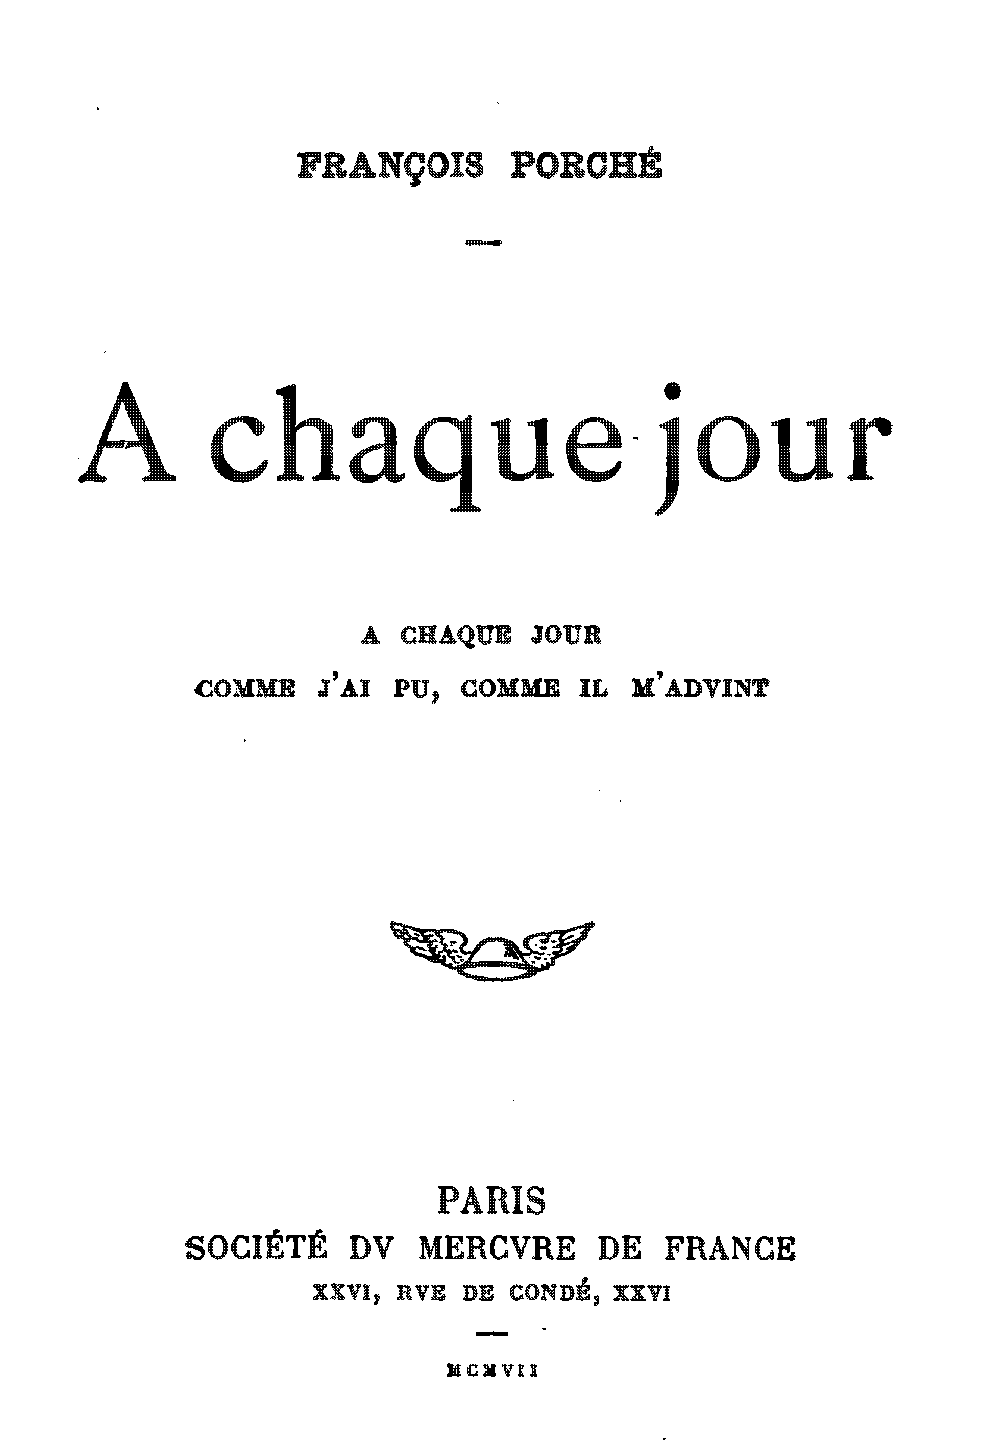 FRANÇOIS PORCHÉ
A chaque jour
A CHAQUE JOUR
COMME J'AI PU, COMME IL M'ADVINT
PARIS
SOCIÉTÉ DV MERCVRE DE FRANCE
XXVI, RVE DE CONDÉ, XXVI
MCMVII